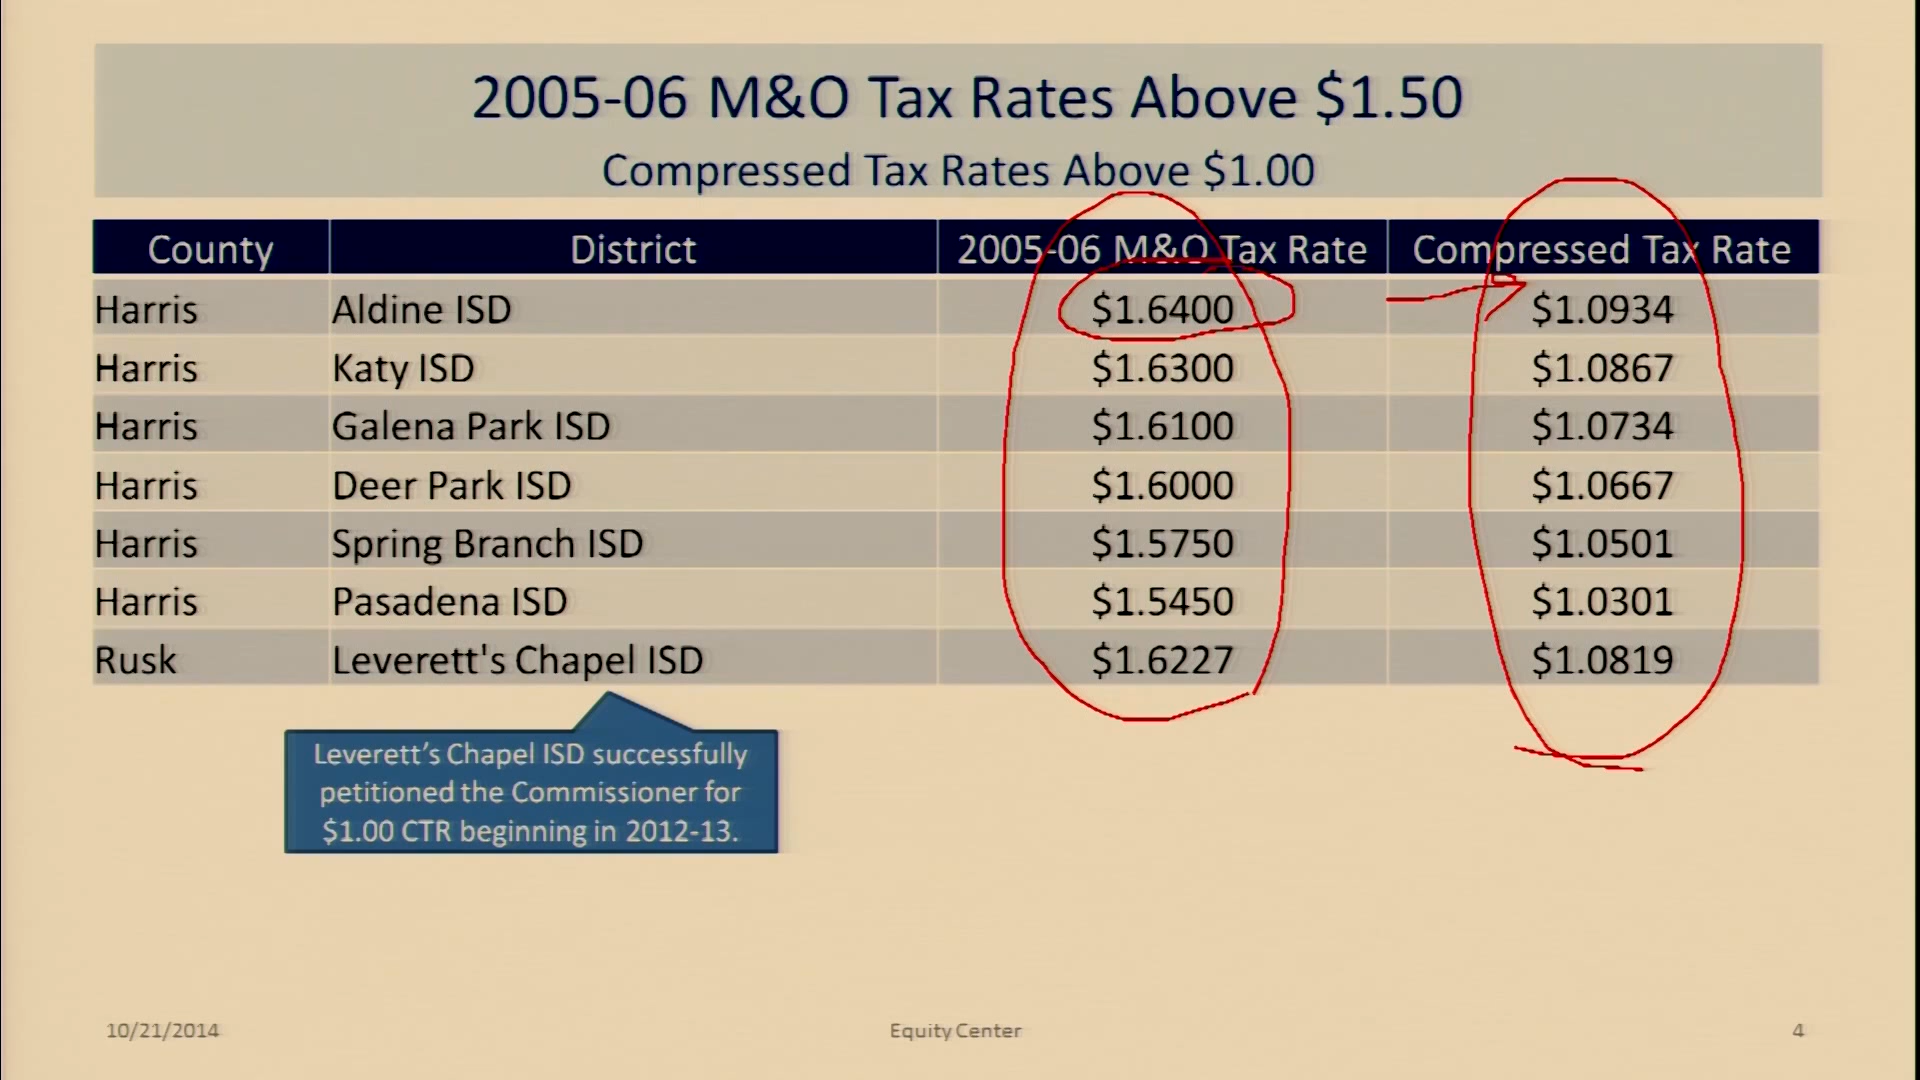 2005-06 M&O Tax Rates Above $1.50
Compressed Tax Rates Above $1.00
County District 2005-06 M&O Tax Rate Compressed Tax Rate
Harris Aldine ISD $1.6400 $1.0934
Harris Katy ISD $1.6300 $1.0867
Harris Galena Park ISD $1.6100 $1.0734
Harris Deer Park ISD $1.6000 $1.0667
Harris Spring Branch ISD $1.5750 $1.0501
Harris Pasadena ISD $1.5450 $1.0301
Rusk Leverett's Chapel ISD $1.6227 $1.0819
Leverett’s Chapel ISD successfully
petitioned the Commissioner for
$1.00 CTR beginning in 2012-13.
10/21/2014 Equity Center 4